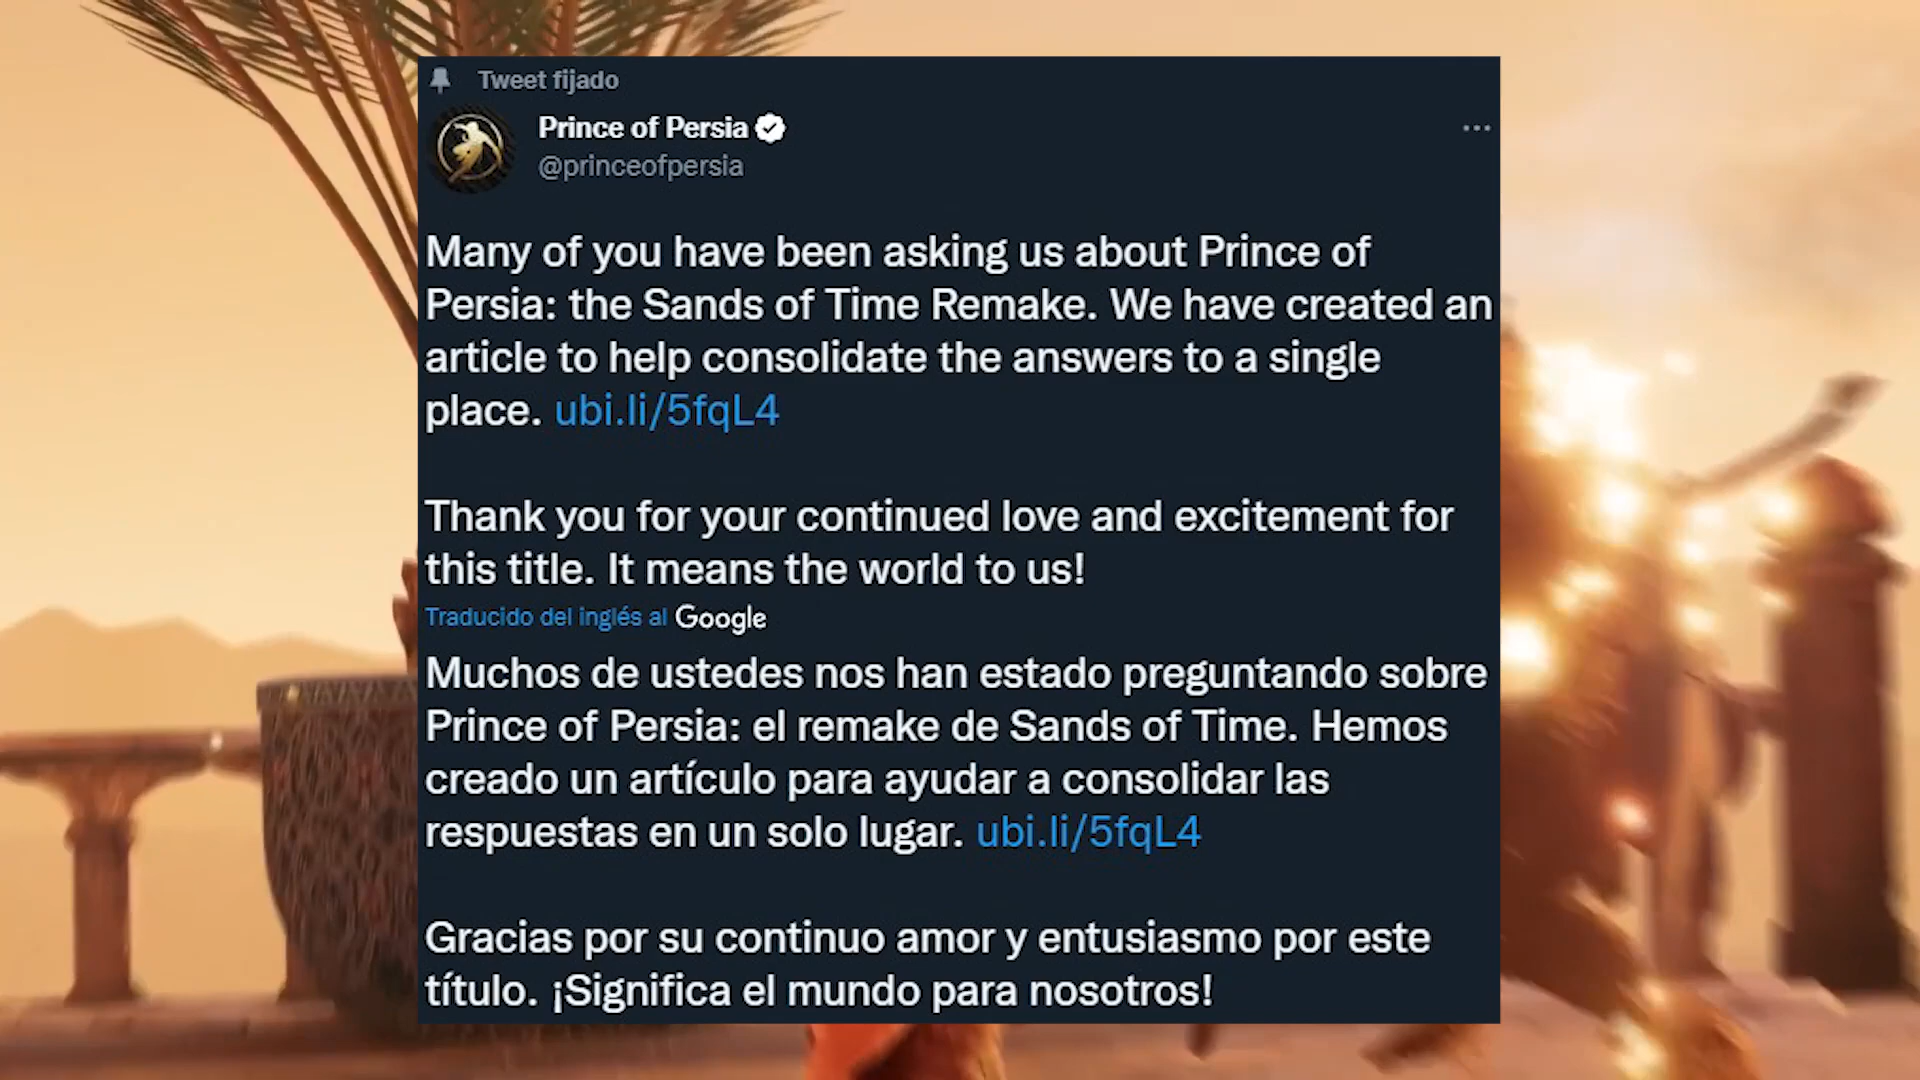 Tweet fijado
Prince of Persia
@princeofpersia
Many of you have been asking us about Prince of
Persia: the Sands of Time Remake. We have created an
article to help consolidate the answers to a single
place. ubi.li/5fqL4
Thank you for your continued love and excitement for
this title. It means the world to us!
Traducido del inglés al Google
Muchos de ustedes nos han estado preguntando sobre
Prince of Persia: el remake de Sands of Time. Hemos
creado un artículo para ayudar a consolidar las
respuestas en un solo lugar. ubi.li/5fqL4
Gracias por su continuo amor y entusiasmo por este
título. ¡Significa el mundo para nosotros!